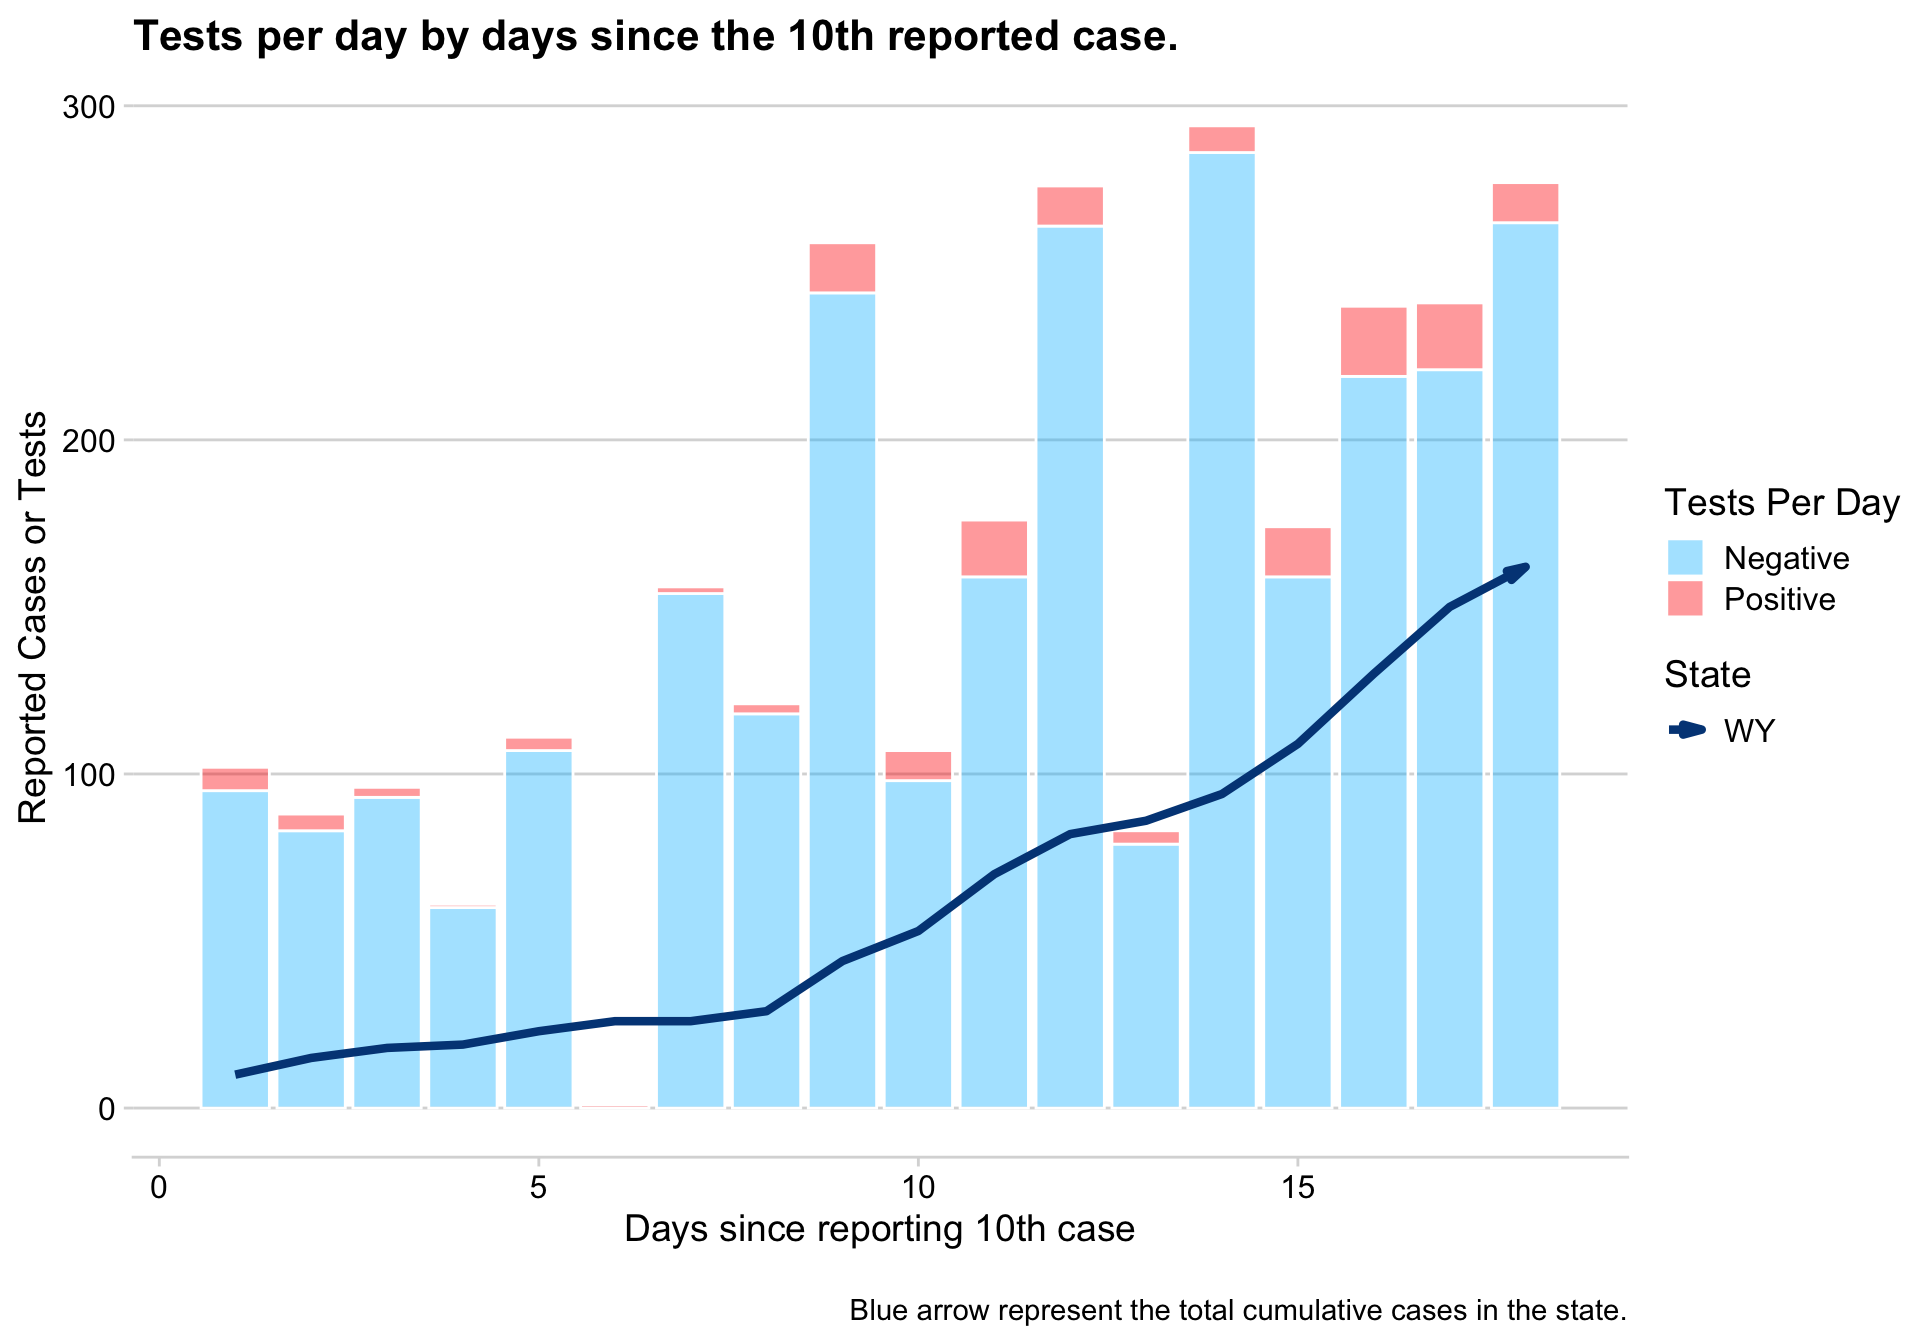 Tests per day by days since the 10th reported case.
300
200
100
0
Reported Cases or Tests
0 5 10 15
Days since reporting 10th case
Tests Per Day
Negative
Positive
State
WY
Blue arrow represent the total cumulative cases in the state.